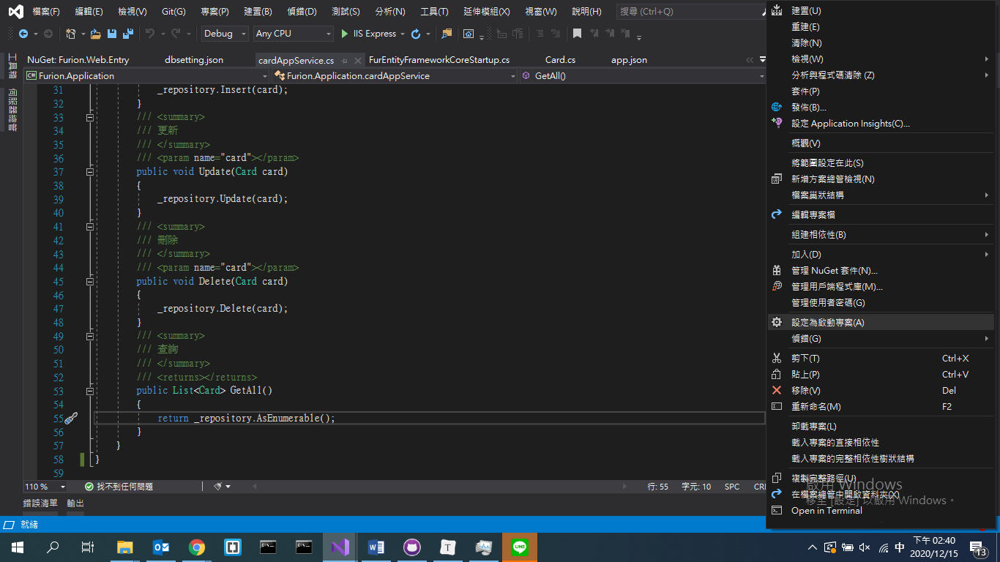 檔案(F) 編輯(E) 檢視(V) Git(G) 專案(P) 建置(B) 偵錯(D) 測試(S) 分析(N) 工具(T) 延伸模組(X) 視窗(W) 說明(H) 搜尋 (Ctrl+Q)
Debug Any CPU IIS Express
工具箱
伺服器總管
NuGet: Furion.Web.Entry dbsetting.json cardAppService.cs FurEntityFrameworkCoreStartup.cs Card.cs app.json
C# Furion.Application Furion.Application.cardAppService GetAll()
31 _repository.Insert(card);
32 }
33 /// <summary>
34 /// 更新
35 /// </summary>
36 /// <param name="card"></param>
37 public void Update(Card card)
38 {
39 _repository.Update(card);
40 }
41 /// <summary>
42 /// 刪除
43 /// </summary>
44 /// <param name="card"></param>
45 public void Delete(Card card)
46 {
47 _repository.Delete(card);
48 }
49 /// <summary>
50 /// 查詢
51 /// </summary>
52 /// <returns></returns>
53 public List<Card> GetAll()
54 {
55 return _repository.AsEnumerable();
56 }
57 }
58 }
59
110 % 找不到任何問題 行: 55 字元: 10 SPC
錯誤清單 輸出
就緒
建置(U)
重建(E)
清除(N)
檢視(W)
分析與程式碼清除 (Z)
套件(P)
發佈(B)...
設定 Application Insights(C)...
概觀(V)
將範圍設定在此(S)
新增方案總管檢視(N)
檔案巢狀結構
編輯專案檔
組建相依性(B)
加入(D)
管理 NuGet 套件(N)...
管理用戶端程式庫(M)...
管理使用者密碼(G)
設定為啟動專案(A)
偵錯(G)
剪下(T) Ctrl+X
貼上(P) Ctrl+V
移除(V) Del
重新命名(M) F2
卸載專案(L)
載入專案的直接相依性
載入專案的完整相依性樹狀結構
複製完整路徑(U)
在檔案總管中開啟資料夾(X)
Open in Terminal
啟用 Windows
移至 [設定] 以啟用 Windows。
T LINE 中 下午 02:40
2020/12/15 13